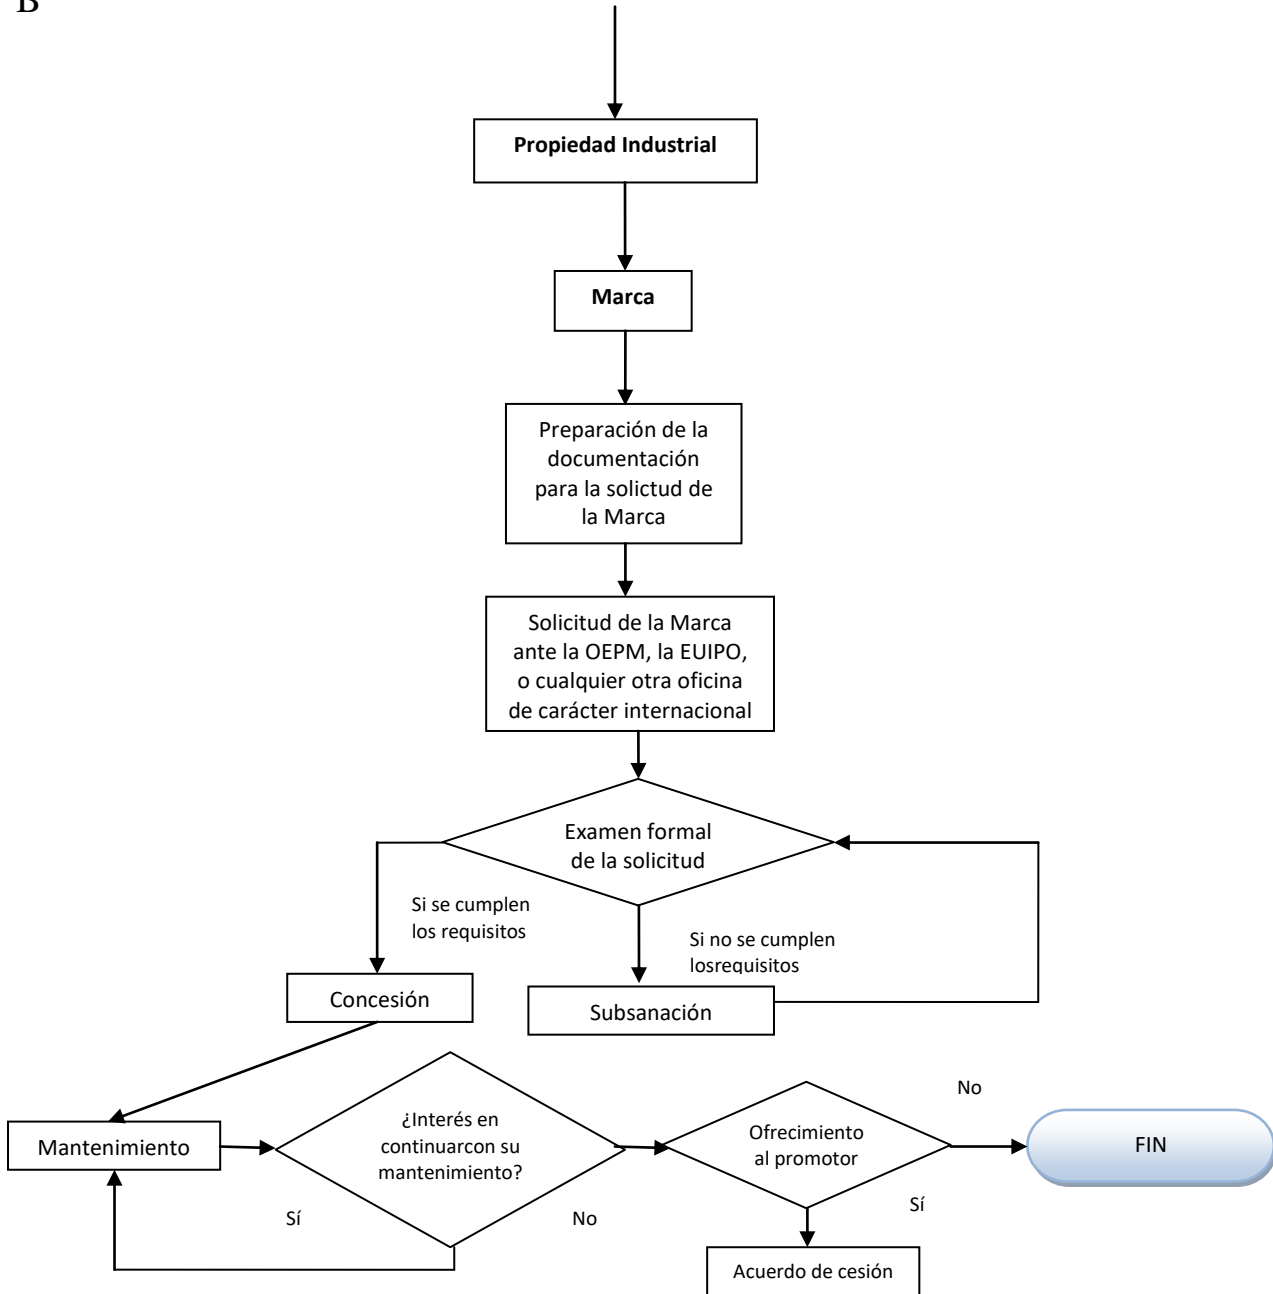 B
Propiedad Industrial
Marca
Preparación de la
documentación
para la solictud de
la Marca
Solicitud de la Marca
ante la OEPM, la EUIPO,
o cualquier otra oficina
de carácter internacional
Examen formal
de la solicitud
Si se cumplen
los requisitos
Si no se cumplen
losrequisitos
Concesión
Subsanación
Mantenimiento
¿Interés en
continuarcon su
mantenimiento?
Sí
No
Ofrecimiento
al promotor
No
Sí
FIN
Acuerdo de cesión